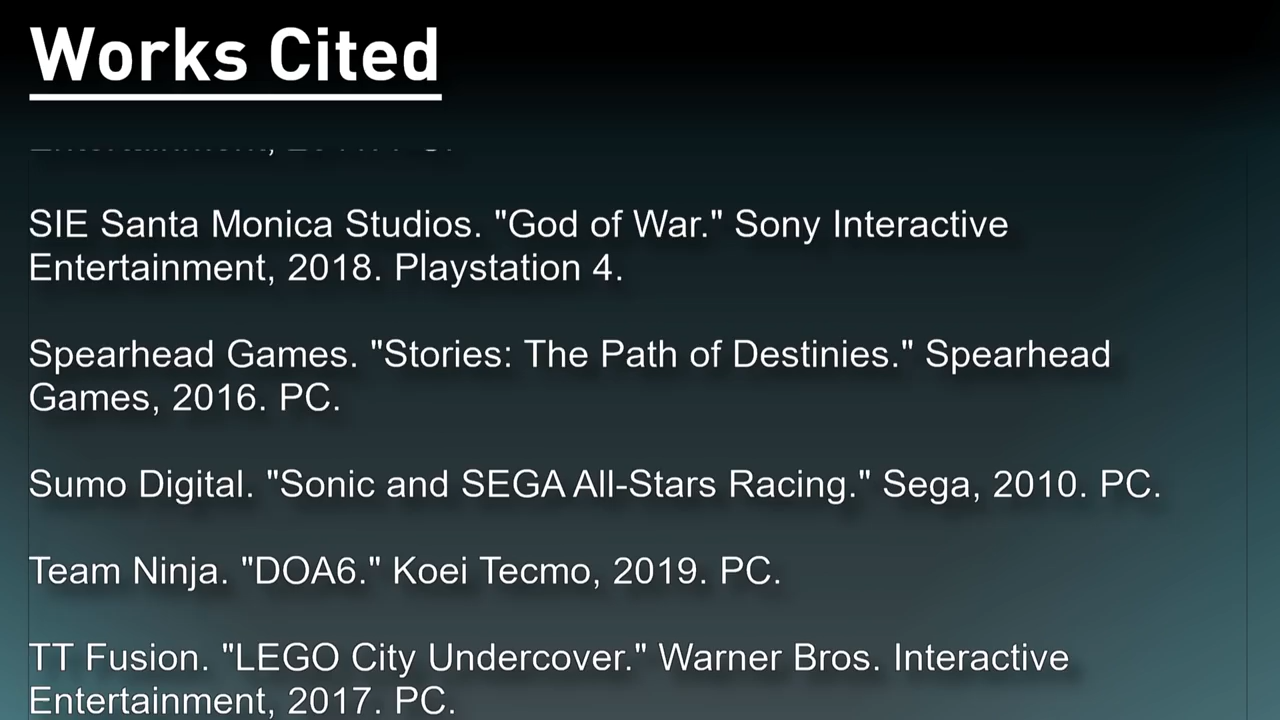 Works Cited
SIE Santa Monica Studios. "God of War." Sony Interactive
Entertainment, 2018. Playstation 4.
Spearhead Games. "Stories: The Path of Destinies." Spearhead
Games, 2016. PC.
Sumo Digital. "Sonic and SEGA All-Stars Racing." Sega, 2010. PC.
Team Ninja. "DOA6." Koei Tecmo, 2019. PC.
TT Fusion. "LEGO City Undercover." Warner Bros. Interactive
Entertainment, 2017. PC.